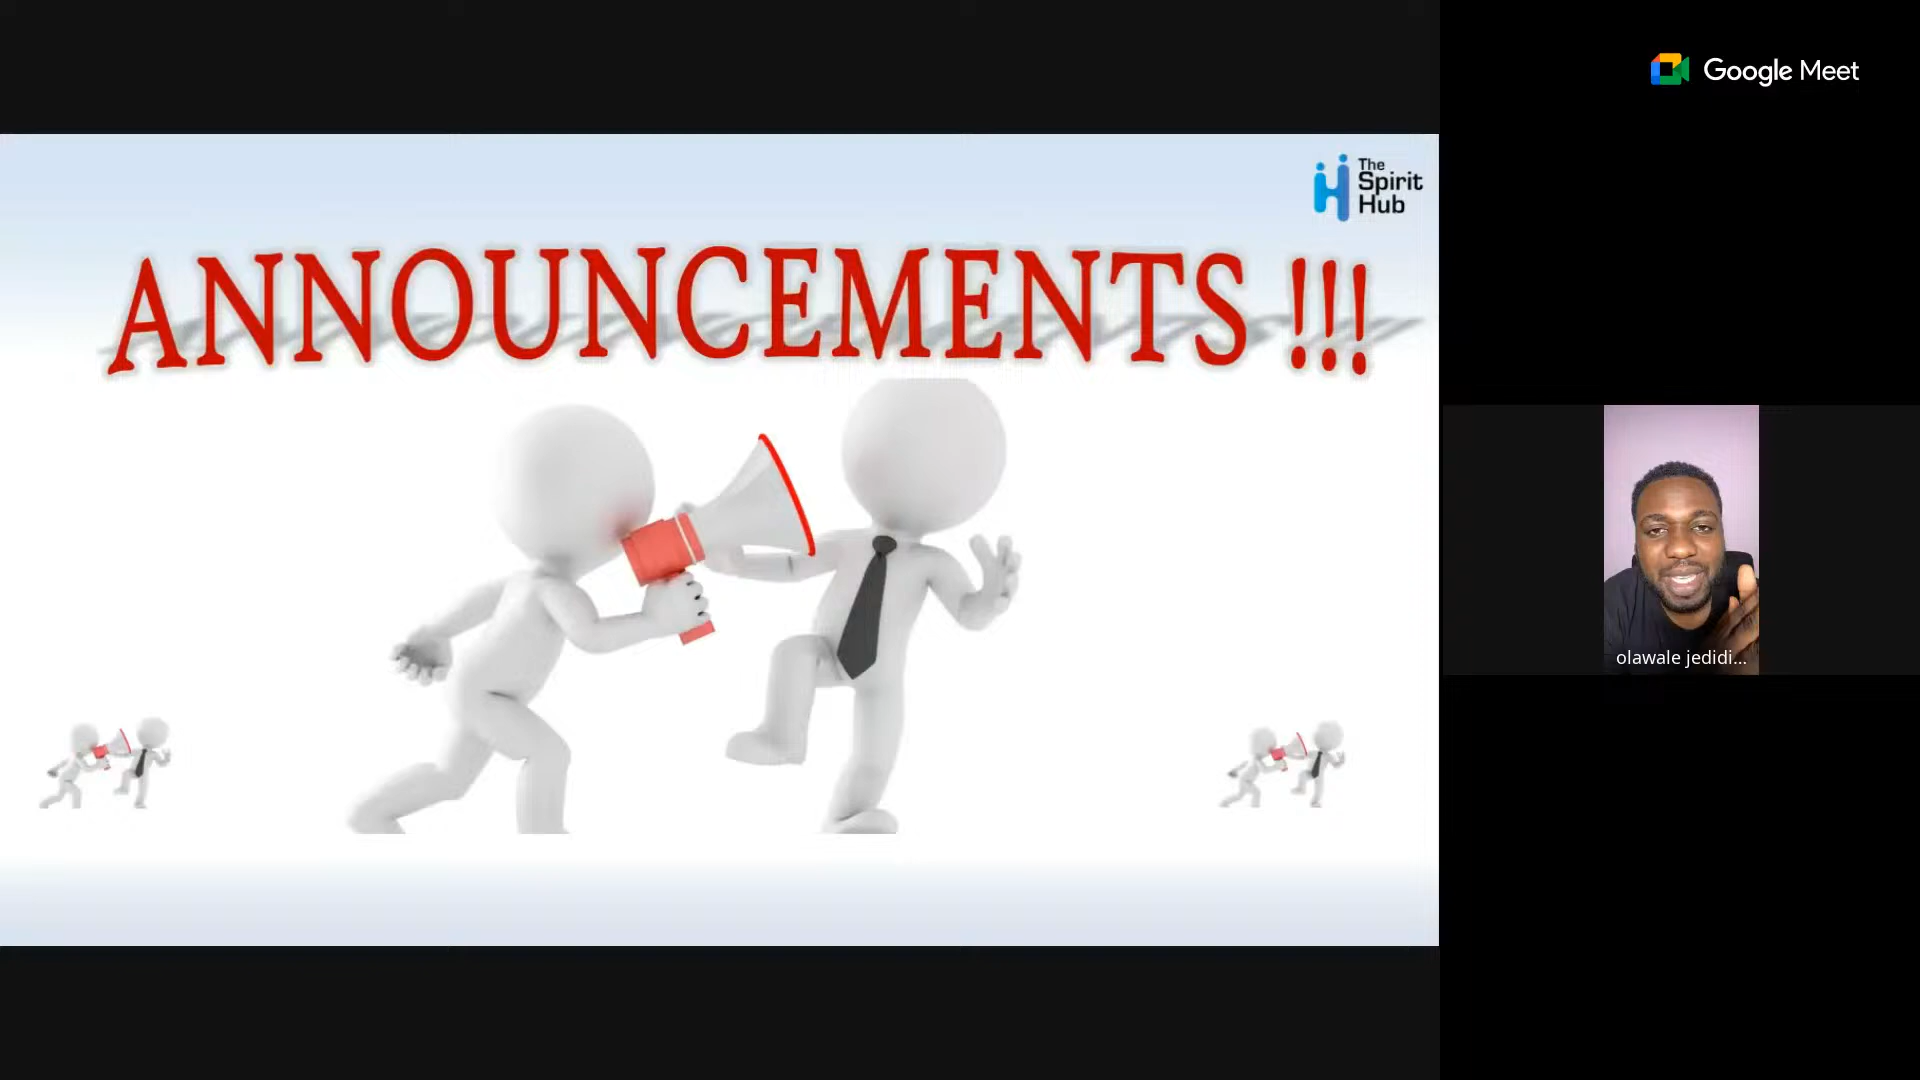 Google Meet
The
Spirit
Hub
ANNOUNCEMENTS !!!
olawale jedidi...